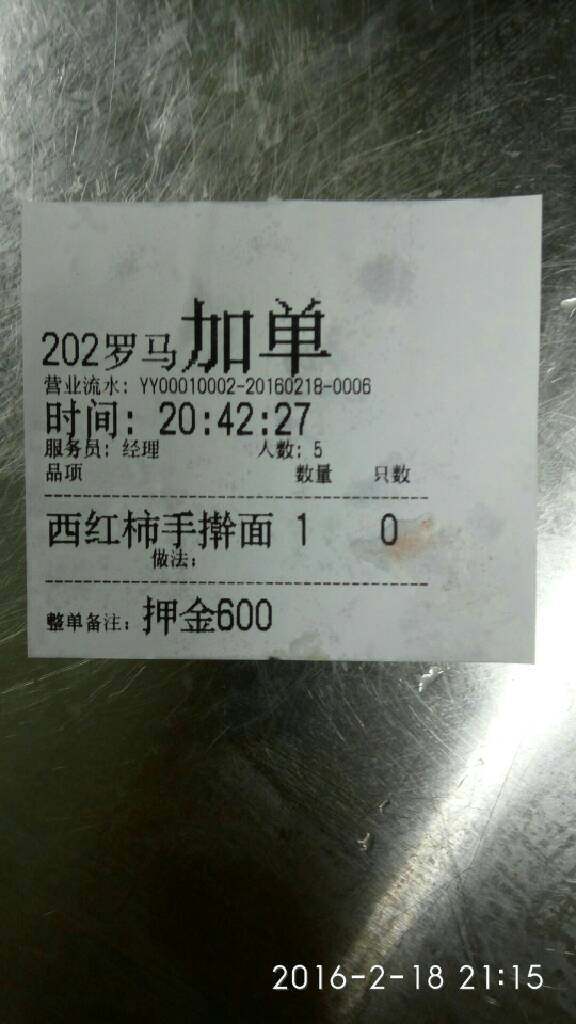 202罗马加单
营业流水: YY00010002-20160218-0006
时间: 20:42:27
服务员: 经理 人数: 5
品项 数量 只数
西红柿手擀面 1 0
做法:
整单备注: 押金600
2016-2-18 21:15